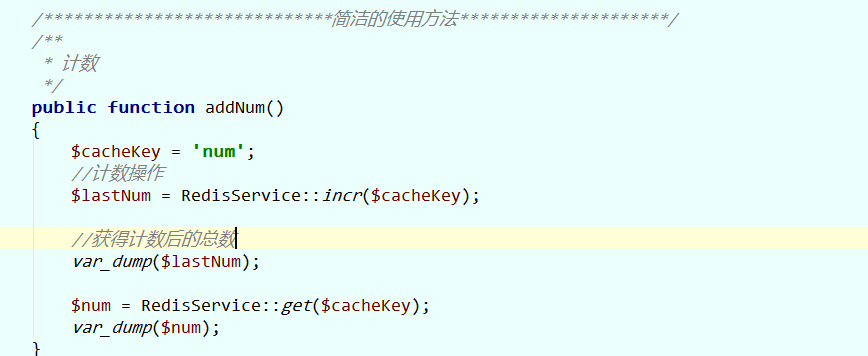 /*****************************简洁的使用方法*********************/
/**
 * 计数
 */
public function addNum()
{
    $cacheKey = 'num';
    //计数操作
    $lastNum = RedisService::incr($cacheKey);
    //获得计数后的总数
    var_dump($lastNum);
    $num = RedisService::get($cacheKey);
    var_dump($num);
}